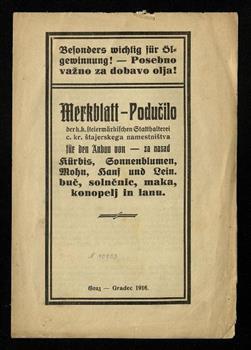 Besonders wichtig für Öl-
gewinnung! — Posebno
važno za dobavo olja!
Merkblatt – Podučilo
der k. k. steiermärkischen Statthalterei
c. kr. štajerskega namestništva
für den Anbau von — za nasad
Kürbis, Sonnenblumen,
Mohn, Hanf und Lein.
buč, solnčnic, maka,
konopelj in lanu.
Graz — Gradec 1916.